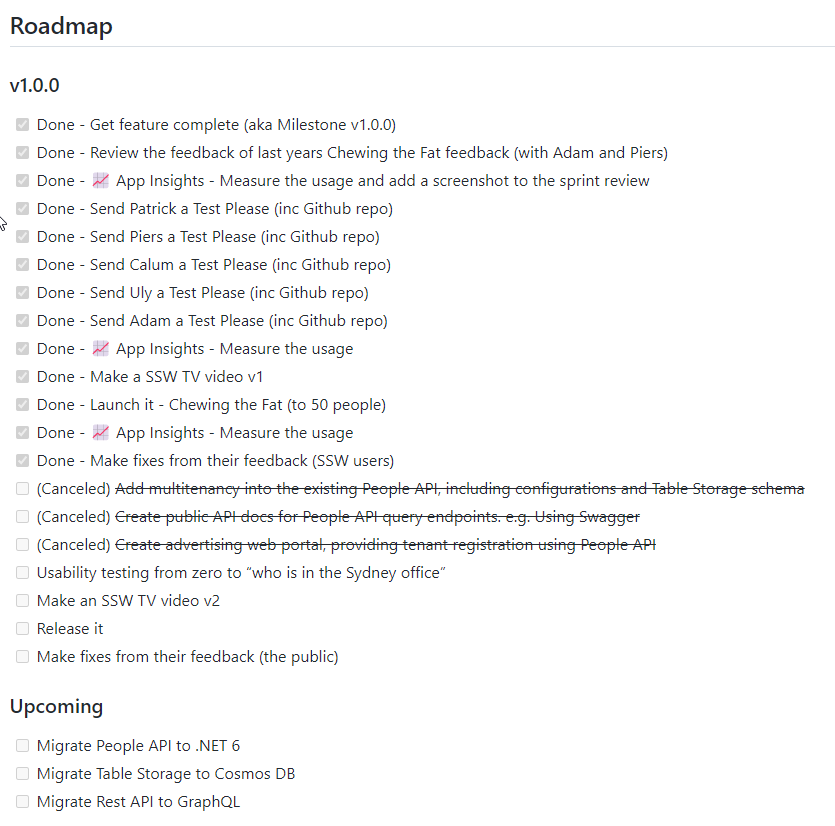 Roadmap
v1.0.0
Done - Get feature complete (aka Milestone v1.0.0)
Done - Review the feedback of last years Chewing the Fat feedback (with Adam and Piers)
Done - 📈 App Insights - Measure the usage and add a screenshot to the sprint review
Done - Send Patrick a Test Please (inc Github repo)
Done - Send Piers a Test Please (inc Github repo)
Done - Send Calum a Test Please (inc Github repo)
Done - Send Uly a Test Please (inc Github repo)
Done - Send Adam a Test Please (inc Github repo)
Done - 📈 App Insights - Measure the usage
Done - Make a SSW TV video v1
Done - Launch it - Chewing the Fat (to 50 people)
Done - 📈 App Insights - Measure the usage
Done - Make fixes from their feedback (SSW users)
(Canceled) Add multitenancy into the existing People API, including configurations and Table Storage schema
(Canceled) Create public API docs for People API query endpoints. e.g. Using Swagger
(Canceled) Create advertising web portal, providing tenant registration using People API
Usability testing from zero to “who is in the Sydney office”
Make an SSW TV video v2
Release it
Make fixes from their feedback (the public)
Upcoming
Migrate People API to .NET 6
Migrate Table Storage to Cosmos DB
Migrate Rest API to GraphQL